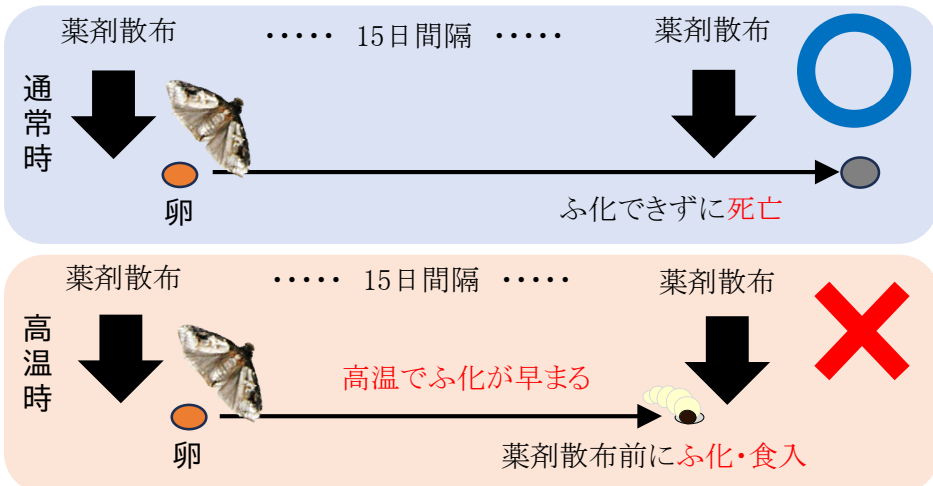 薬剤散布 ‥‥‥ 15日間隔 ‥‥‥ 薬剤散布
通常時
卵
ふ化できずに死亡
薬剤散布 ‥‥‥ 15日間隔 ‥‥‥ 薬剤散布
高温時
高温でふ化が早まる
卵
薬剤散布前にふ化・食入